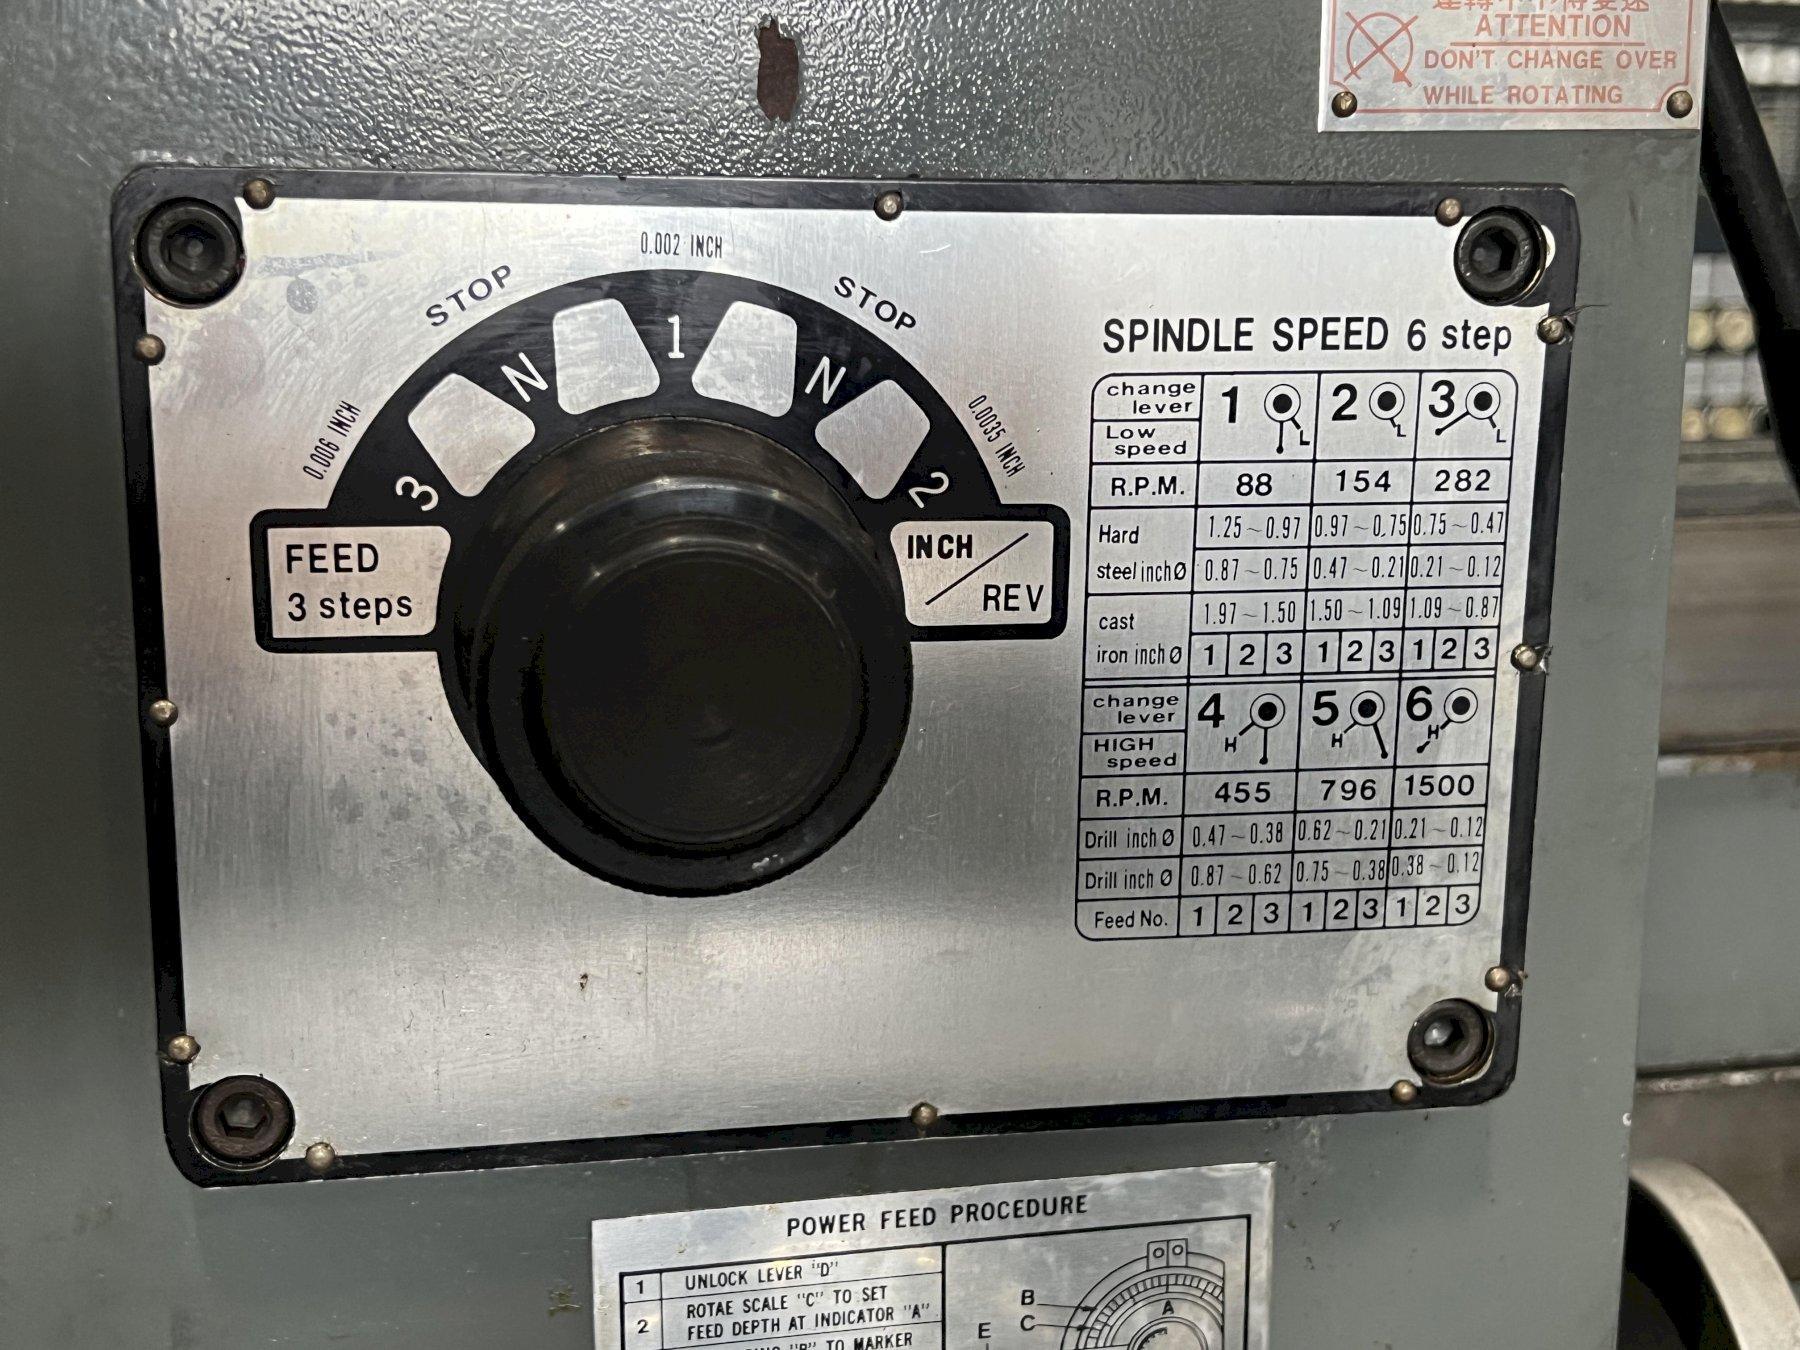 ATTENTION
DON'T CHANGE OVER
WHILE ROTATING
0.002 INCH
STOP
STOP
0.006 INCH
0.0035 INCH
3
N
1
N
2
FEED
3 steps
INCH/REV
SPINDLE SPEED 6 step
change lever 1 2 3
Low speed L L L
R.P.M. 88 154 282
Hard 1.25~0.97 0.97~0.75 0.75~0.47
steel inch Ø 0.87~0.75 0.47~0.21 0.21~0.12
cast 1.97~1.50 1.50~1.09 1.09~0.87
iron inch Ø 1 2 3 1 2 3 1 2 3
change lever 4 5 6
HIGH speed H H H
R.P.M. 455 796 1500
Drill inch Ø 0.47~0.38 0.62~0.21 0.21~0.12
Drill inch Ø 0.87~0.62 0.75~0.38 0.38~0.12
Feed No. 1 2 3 1 2 3 1 2 3
POWER FEED PROCEDURE
1 UNLOCK LEVER "D"
2 ROTAE SCALE "C" TO SET
FEED DEPTH AT INDICATOR "A"
"B" TO MARKER
B
C
E
A